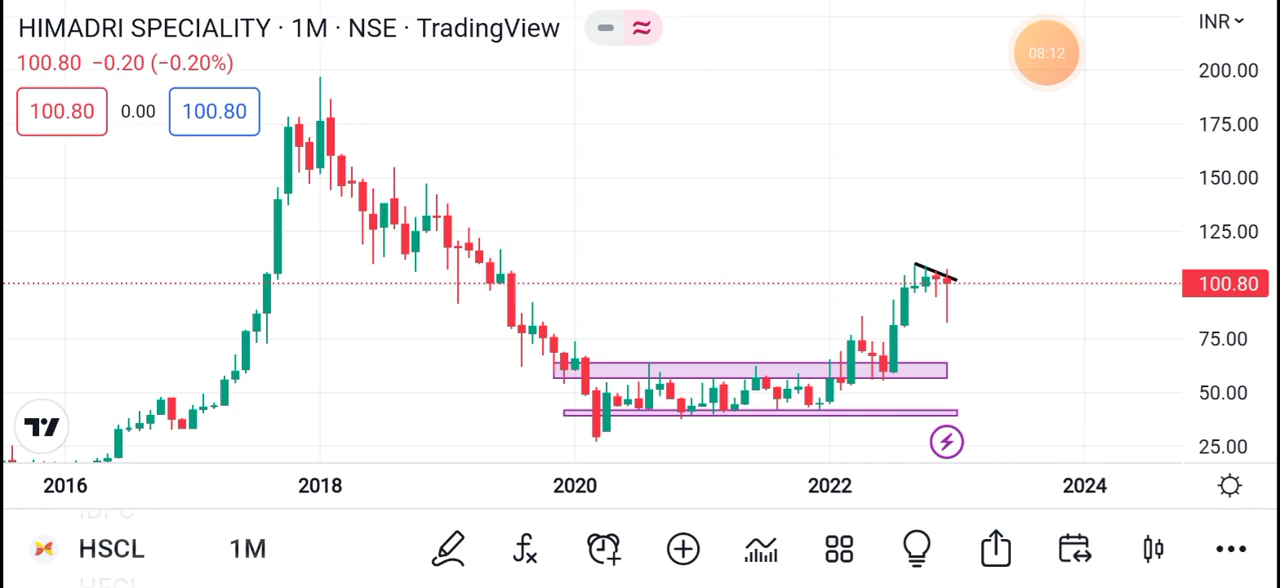 HIMADRI SPECIALITY · 1M · NSE · TradingView
INR
08:12
100.80 −0.20 (−0.20%)
100.80 0.00 100.80
200.00
175.00
150.00
125.00
100.80
75.00
50.00
25.00
2016 2018 2020 2022 2024
HSCL 1M